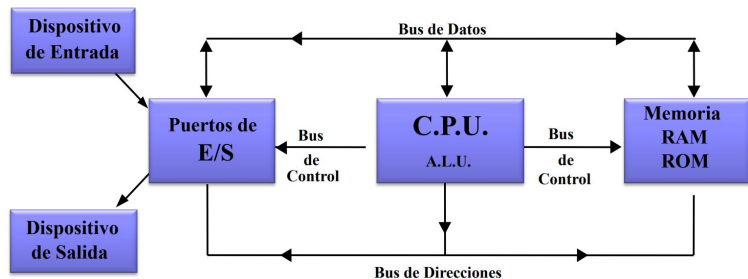 Dispositivo
de Entrada
Bus de Datos
Puertos de
E/S
Bus
de
Control
C.P.U.
A.L.U.
Bus
de
Control
Memoria
RAM
ROM
Dispositivo
de Salida
Bus de Direcciones